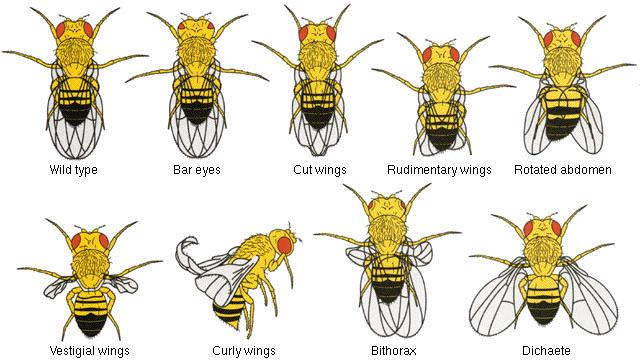 Wild type
Bar eyes
Cut wings
Rudimentary wings
Rotated abdomen
Vestigial wings
Curly wings
Bithorax
Dichaete